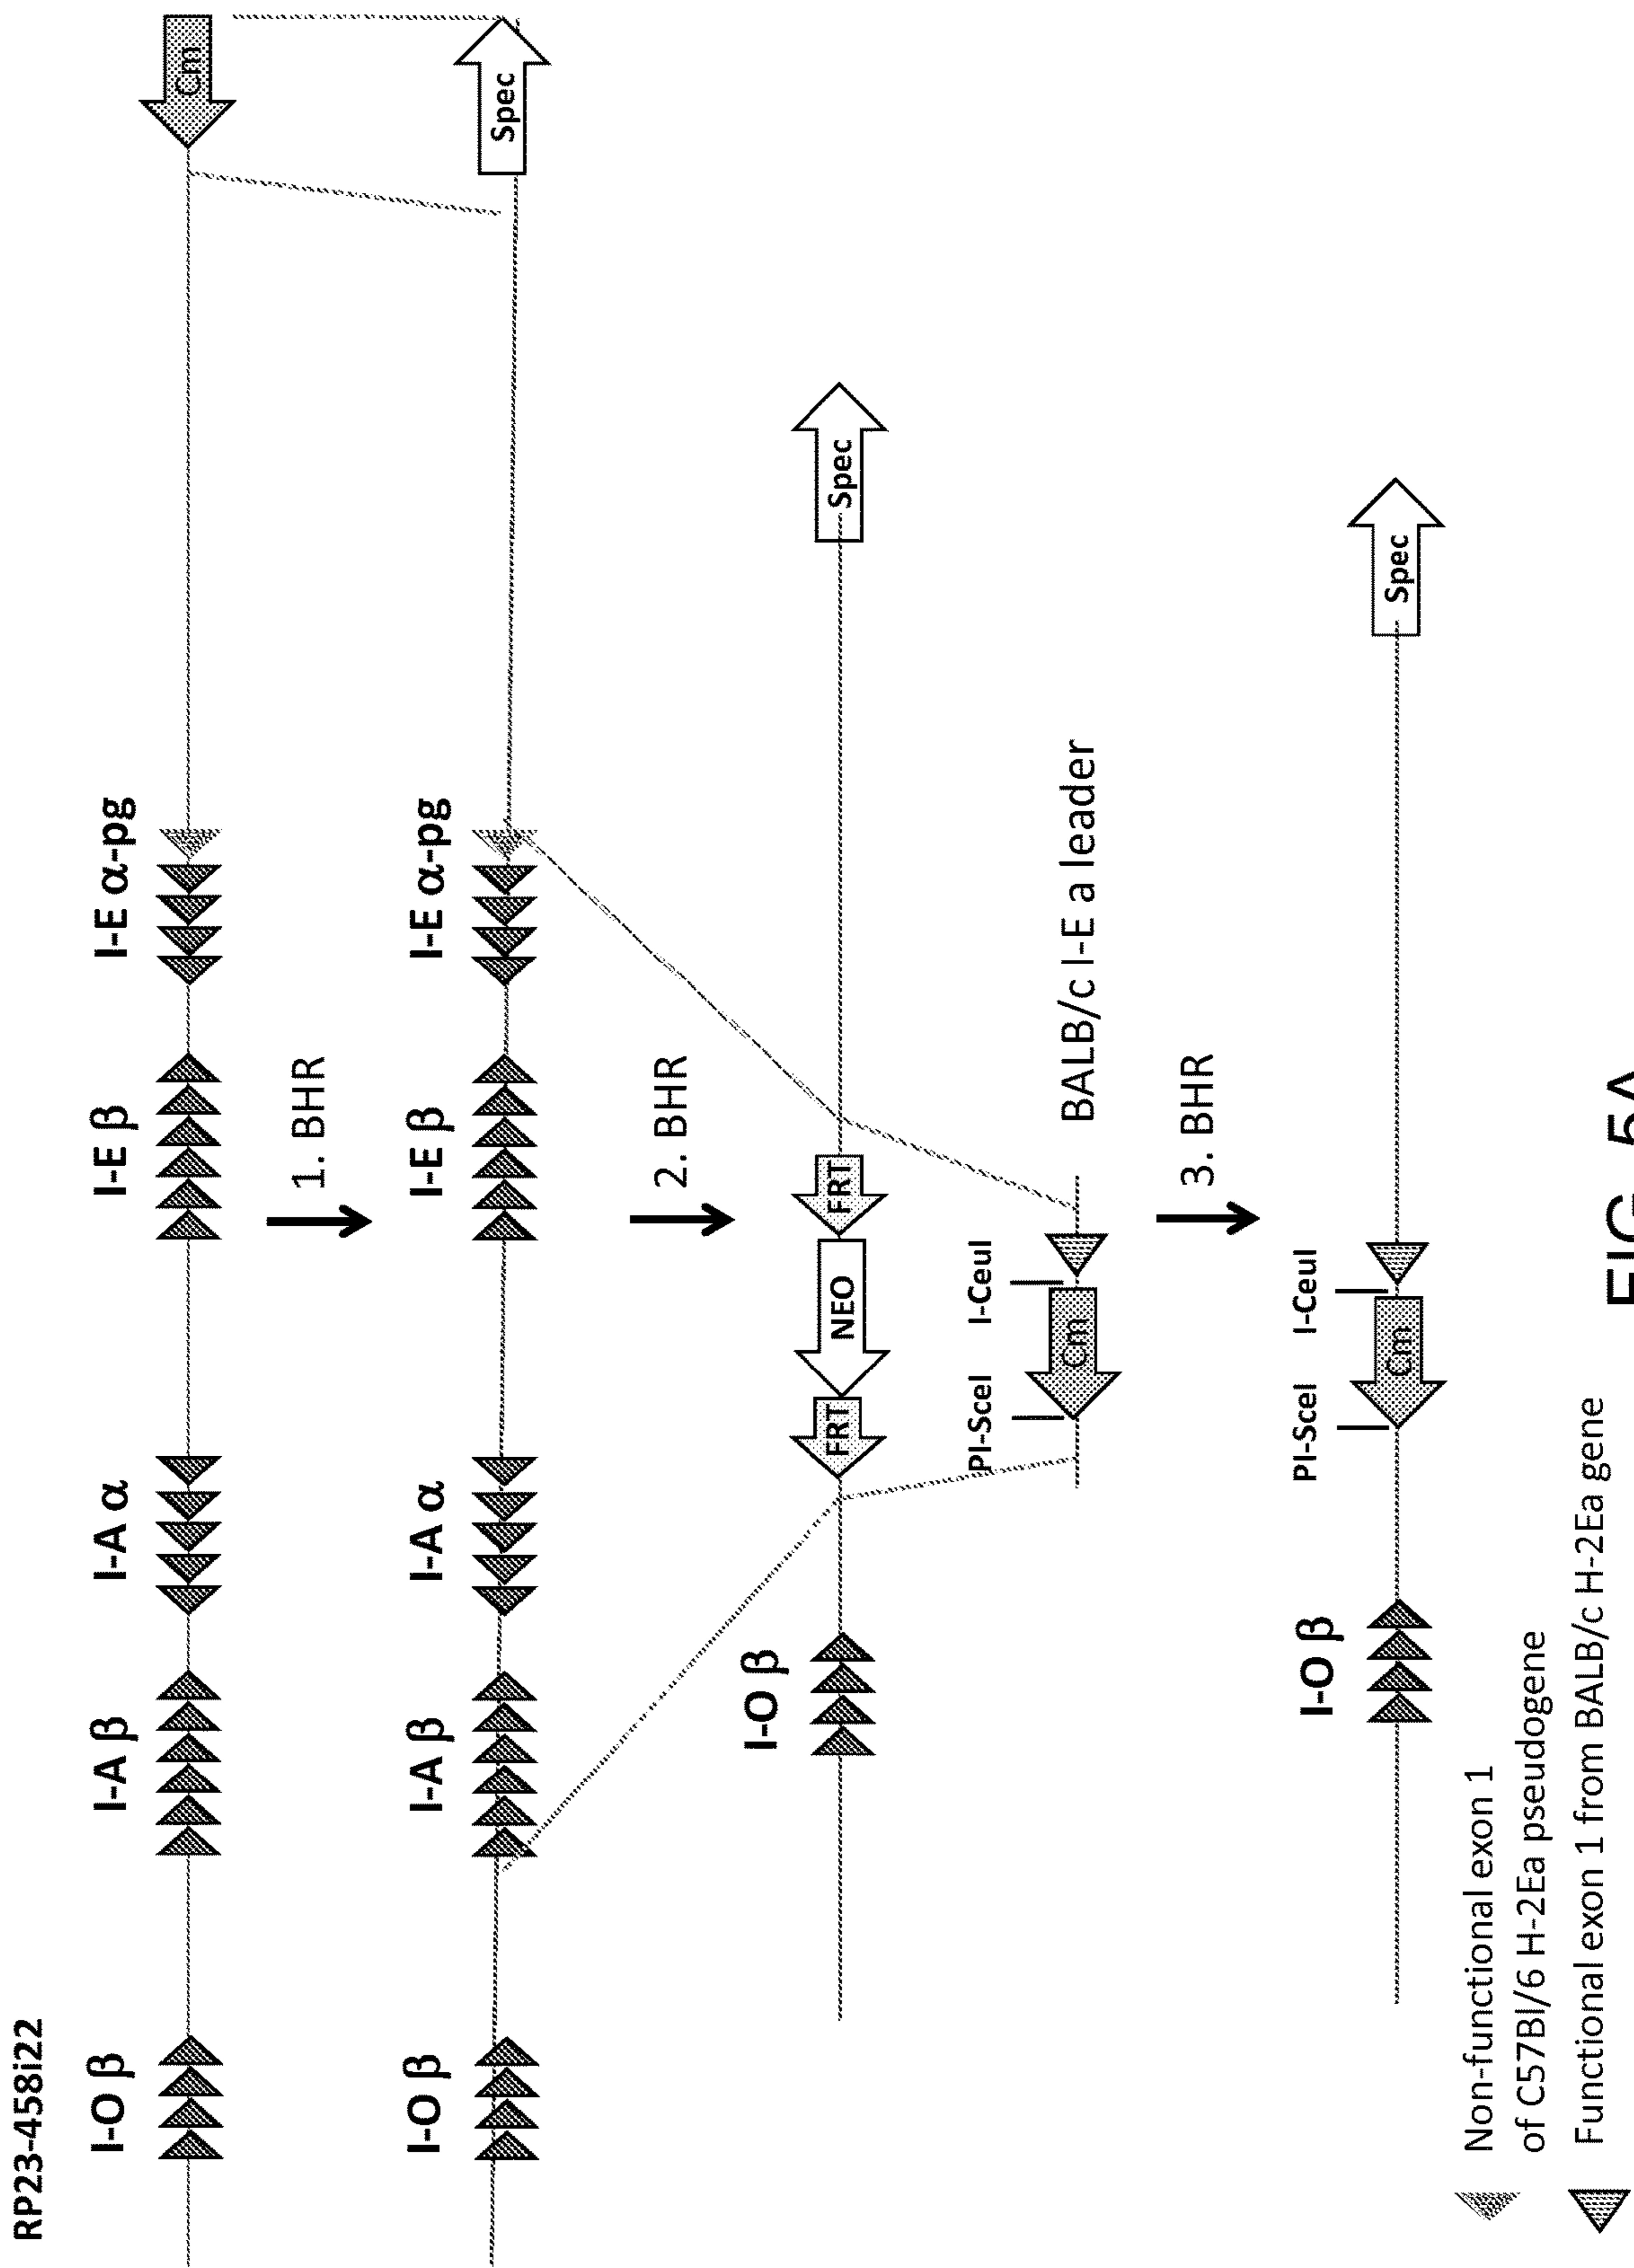 RP23-458i22
I-O β
I-A β
I-A α
I-E β
I-E α-pg
Cm
1. BHR
I-O β
I-A β
I-A α
I-E β
I-E α-pg
Spec
2. BHR
I-O β
FRT
NEO
FRT
Spec
PI-SceI
I-CeuI
Cm
BALB/c I-E a leader
3. BHR
I-O β
PI-SceI
I-CeuI
Cm
Spec
Non-functional exon 1
of C57Bl/6 H-2Ea pseudogene
Functional exon 1 from BALB/c H-2Ea gene
FIG. 5A